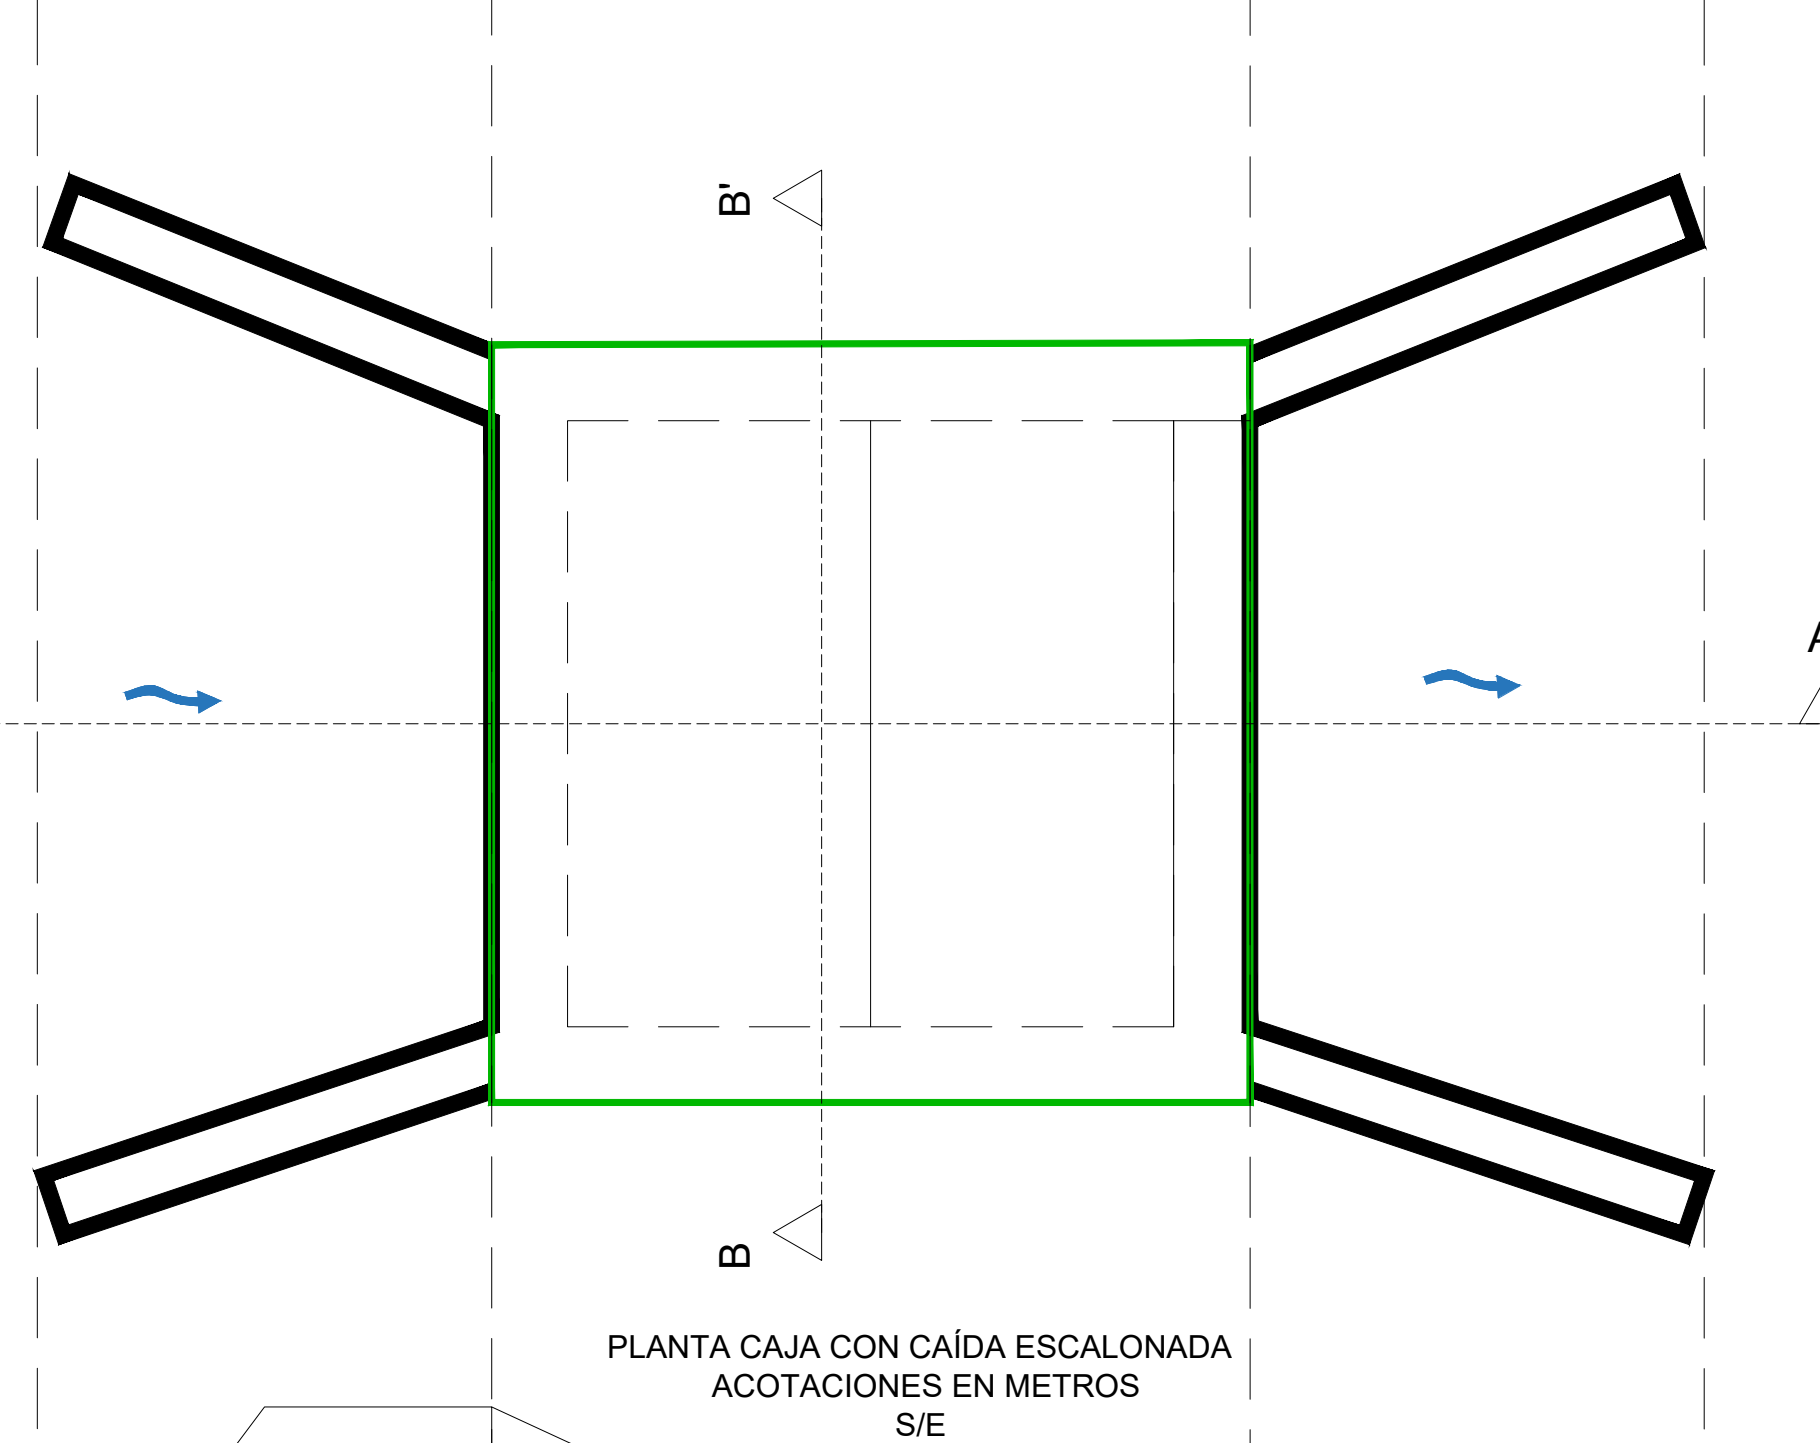 B'
A
B
PLANTA CAJA CON CAÍDA ESCALONADA
ACOTACIONES EN METROS
S/E